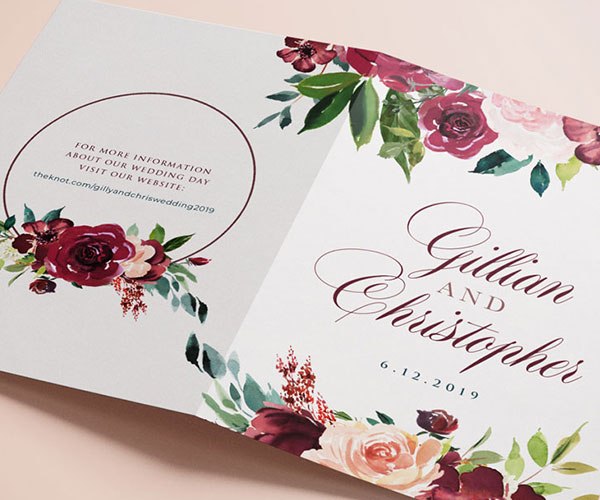 FOR MORE INFORMATION
ABOUT OUR WEDDING DAY
VISIT OUR WEBSITE:
theknot.com/gillyandchriswedding2019
Gillian
AND
Christopher
6.12.2019